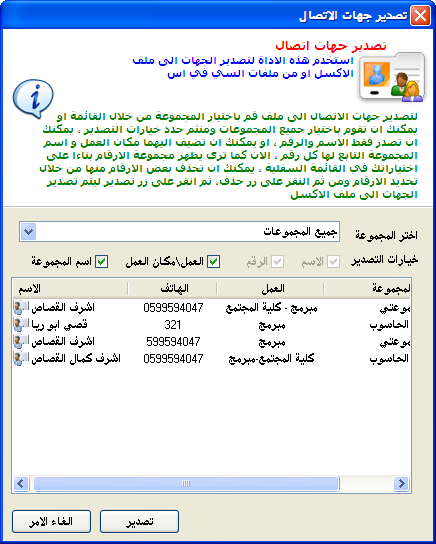 تصدير جهات الاتصال
تصدير جهات اتصال
استخدم هذه الاداة لتصدير الجهات الى ملف
الاكسل او من ملفات السي في اس
لتصدير جهات الاتصال الى ملف قم باختيار المجموعة من خلال القائمة او
يمكنك ان تقوم باختيار جميع المجموعات ومنثم حدد خيارات التصدير ، يمكنك
ان تصدر فقط الاسم والرقم ، او يمكنك ان تضيف اليهما مكان العمل و اسم
المجموعة التابع لها كل رقم ، الان كما ترى يظهر مجموعة الارقام بناءا على
اختياراتك في القائمة السفلية ، يمكنك ان تحذف بعض الارقام منها من خلال
تحديد الارقام ومن ثم النقر على زر حذف، ثم انقر على زر تصدير ليتم تصدير
الجهات الى ملف الاكسل
اختر المجموعة جميع المجموعات
خيارات التصدير الاسم الرقم العمل\مكان العمل اسم المجموعة
لمجموعة العمل الهاتف الاسم
موعتي مبرمج - كلية المجتمع 0599594047 اشرف القصاص
الحاسوب مبرمج 321 قصي ابو ريا
موعتي مبرمج 599594047 اشرف القصاص
الحاسوب كلية المجتمع-مبرمج 0599594047 اشرف كمال القصاص
تصدير الغاء الامر